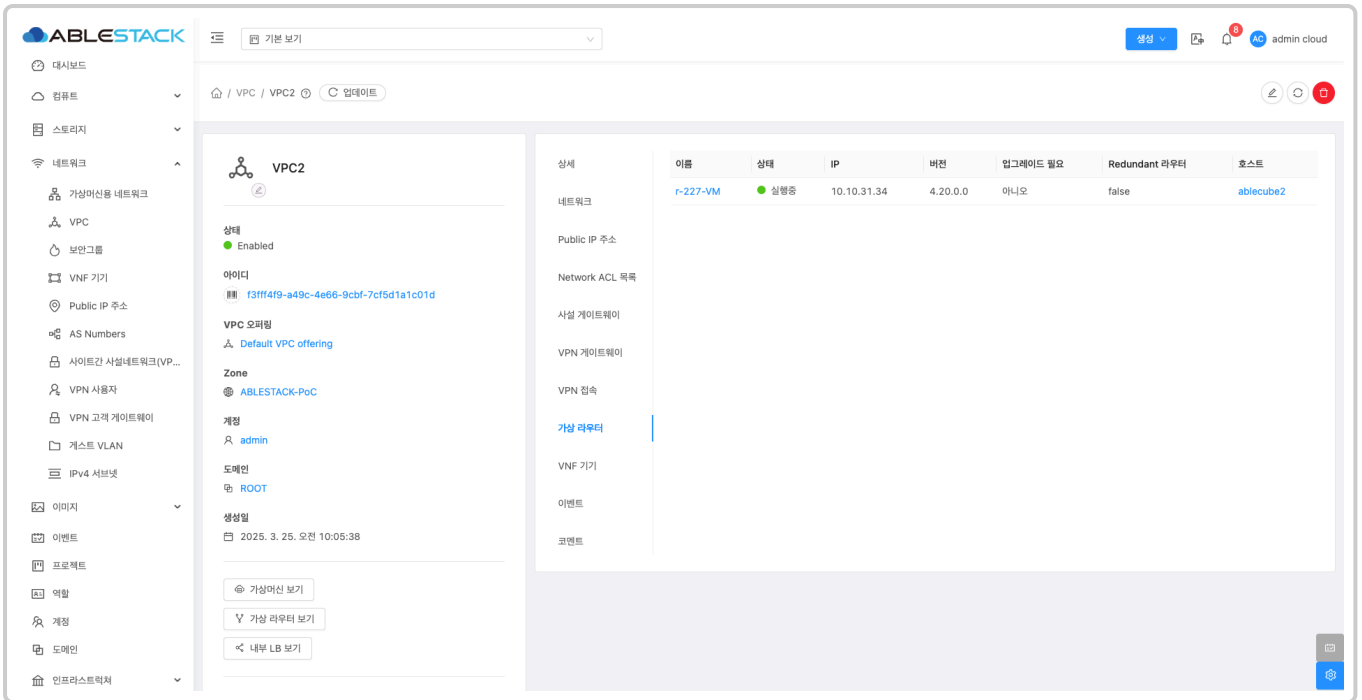 ABLESTACK
기본 보기
생성
8
AC
admin cloud
대시보드
컴퓨트
스토리지
네트워크
가상머신용 네트워크
VPC
보안그룹
VNF 기기
Public IP 주소
AS Numbers
사이트간 사설네트워크(VP...
VPN 사용자
VPN 고객 게이트웨이
게스트 VLAN
IPv4 서브넷
이미지
이벤트
프로젝트
역할
계정
도메인
인프라스트럭쳐
/ VPC / VPC2
업데이트
VPC2
상태
Enabled
아이디
f3fff4f9-a49c-4e66-9cbf-7cf5d1a1c01d
VPC 오퍼링
Default VPC offering
Zone
ABLESTACK-PoC
계정
admin
도메인
ROOT
생성일
2025. 3. 25. 오전 10:05:38
가상머신 보기
가상 라우터 보기
내부 LB 보기
상세
네트워크
Public IP 주소
Network ACL 목록
사설 게이트웨이
VPN 게이트웨이
VPN 접속
가상 라우터
VNF 기기
이벤트
코멘트
이름 상태 IP 버전 업그레이드 필요 Redundant 라우터 호스트
r-227-VM 실행중 10.10.31.34 4.20.0.0 아니오 false ablecube2